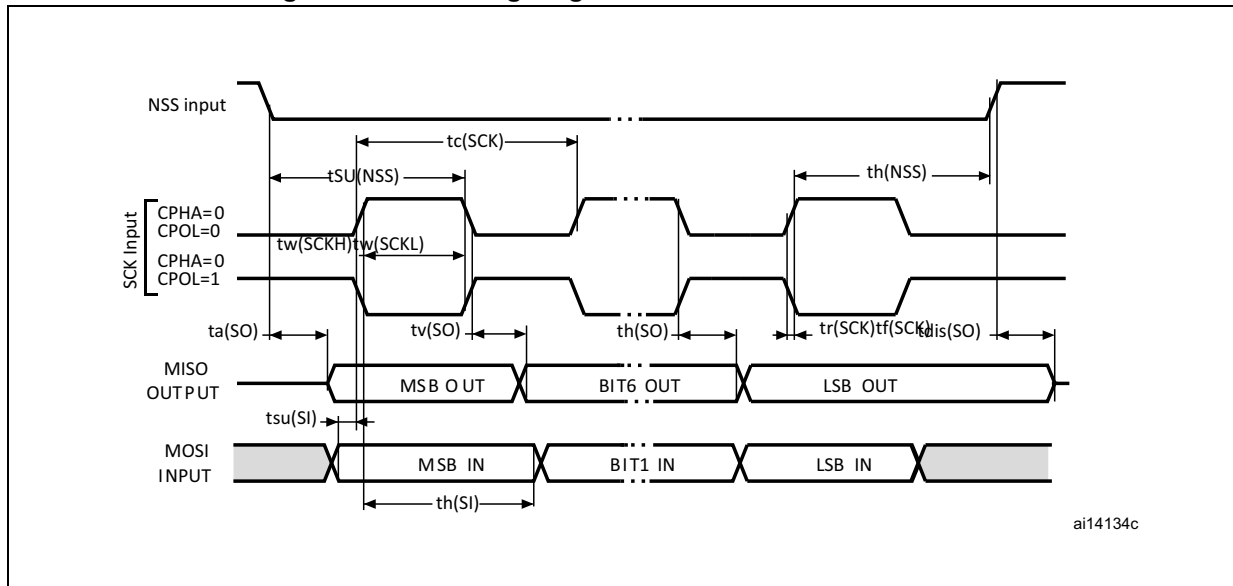 NSS input
tc(SCK)
tSU(NSS)
th(NSS)
SCK Input
CPHA=0
CPOL=0
tw(SCKH)tw(SCKL)
CPHA=0
CPOL=1
ta(SO)
tv(SO)
th(SO)
tr(SCK)tf(SCK)
tdis(SO)
MISO
OUTPUT
MSB OUT
BIT6 OUT
LSB OUT
tsu(SI)
MOSI
INPUT
MSB IN
BIT1 IN
LSB IN
th(SI)
ai14134c